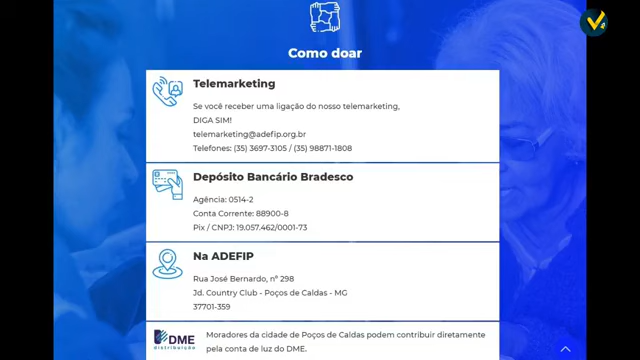 Como doar
Telemarketing
Se você receber uma ligação do nosso telemarketing,
DIGA SIM!
telemarketing@adefip.org.br
Telefones: (35) 3697-3105 / (35) 98871-1808
Depósito Bancário Bradesco
Agência: 0514-2
Conta Corrente: 88900-8
Pix / CNPJ: 19.057.462/0001-73
Na ADEFIP
Rua José Bernardo, nº 298
Jd. Country Club - Poços de Caldas - MG
37701-359
DME
distribuição
Moradores da cidade de Poços de Caldas podem contribuir diretamente
pela conta de luz do DME.